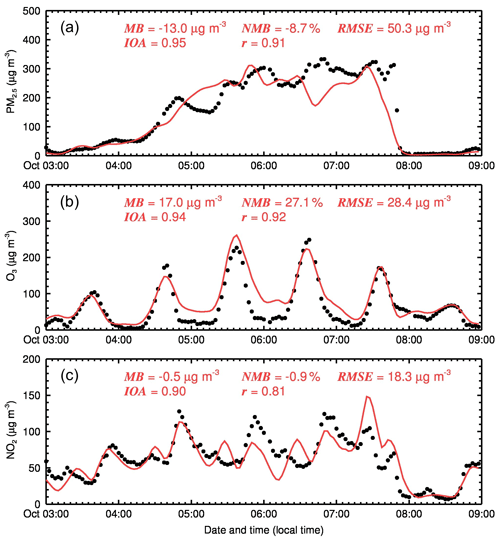 (a) MB = -13.0 µg m-3 NMB = -8.7 % RMSE = 50.3 µg m-3
IOA = 0.95 r = 0.91
PM2.5 (µg m-3)
500
400
300
200
100
0
Oct 03:00 04:00 05:00 06:00 07:00 08:00 09:00
(b) MB = 17.0 µg m-3 NMB = 27.1 % RMSE = 28.4 µg m-3
IOA = 0.94 r = 0.92
O3 (µg m-3)
400
300
200
100
0
Oct 03:00 04:00 05:00 06:00 07:00 08:00 09:00
(c) MB = -0.5 µg m-3 NMB = -0.9 % RMSE = 18.3 µg m-3
IOA = 0.90 r = 0.81
NO2 (µg m-3)
200
150
100
50
0
Oct 03:00 04:00 05:00 06:00 07:00 08:00 09:00
Date and time (local time)